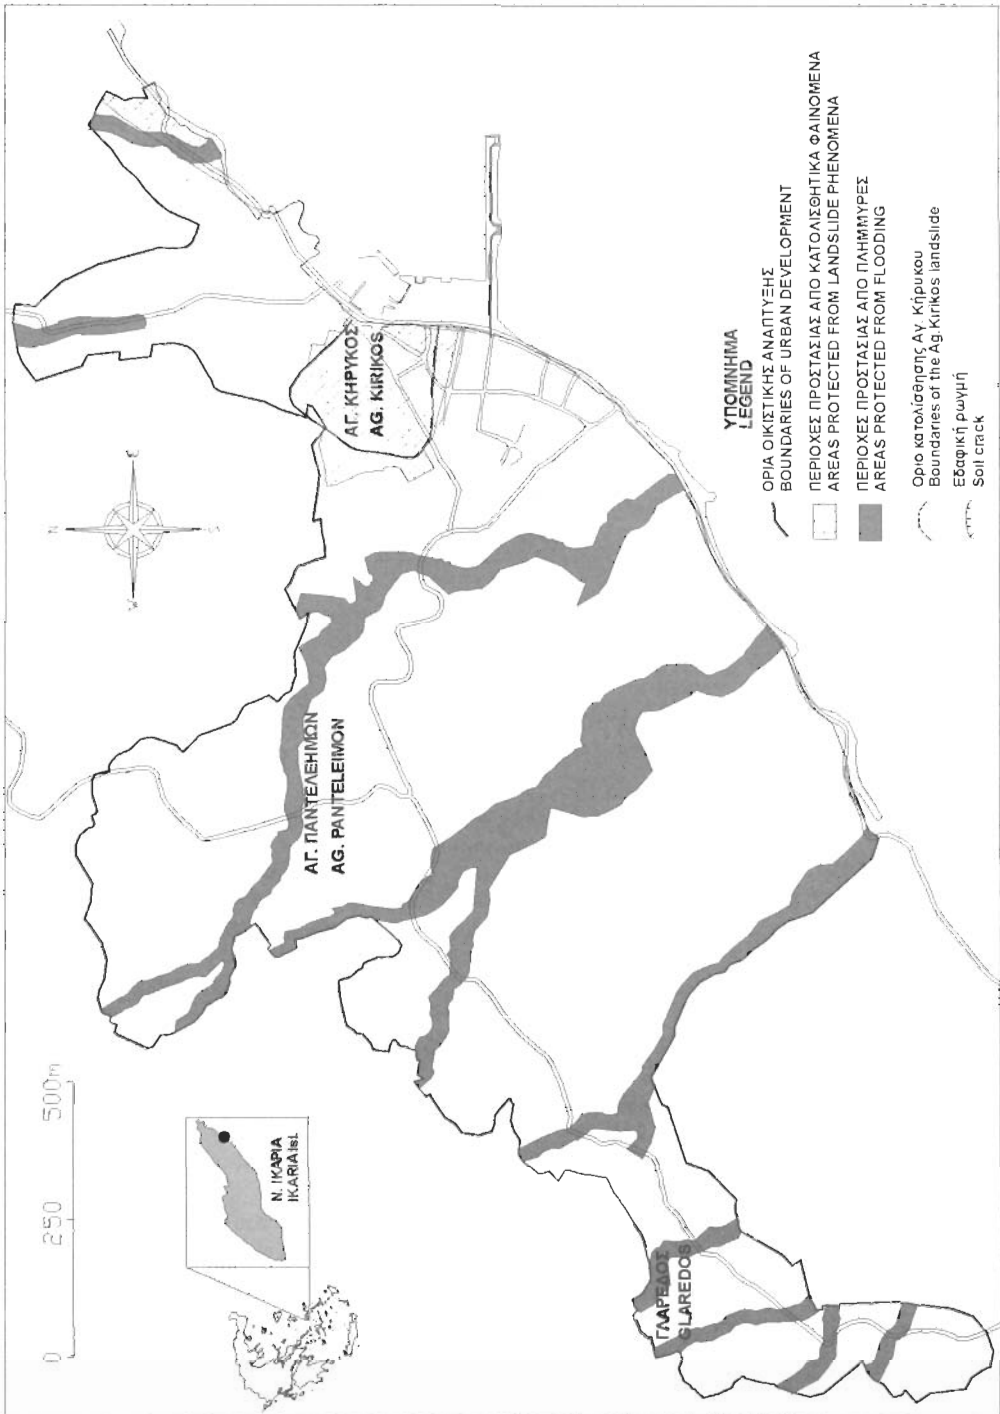 0 250 500m
N
W
E
S
Ν. ΙΚΑΡΙΑ
IKARIA Isl.
ΑΓ. ΚΗΡΥΚΟΣ
AG. KIRIKOS
ΑΓ. ΠΑΝΤΕΛΕΗΜΩΝ
AG. PANTELEIMON
ΓΛΑΡΕΔΟΣ
GLAREDOS
ΥΠΟΜΝΗΜΑ
LEGEND
ΟΡΙΑ ΟΙΚΙΣΤΙΚΗΣ ΑΝΑΠΤΥΞΗΣ
BOUNDARIES OF URBAN DEVELOPMENT
ΠΕΡΙΟΧΕΣ ΠΡΟΣΤΑΣΙΑΣ ΑΠΟ ΚΑΤΟΛΙΣΘΗΤΙΚΑ ΦΑΙΝΟΜΕΝΑ
AREAS PROTECTED FROM LANDSLIDE PHENOMENA
ΠΕΡΙΟΧΕΣ ΠΡΟΣΤΑΣΙΑΣ ΑΠΟ ΠΛΗΜΜΥΡΕΣ
AREAS PROTECTED FROM FLOODING
Οριο κατολίσθησης Αγ. Κήρυκου
Boundaries of the Ag.Kirikos landslide
Εδαφική ρωγμή
Soil crack